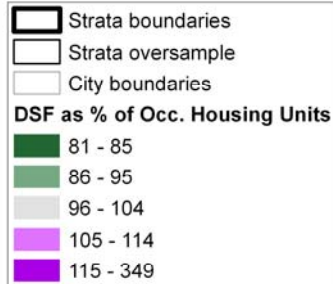 Strata boundaries
Strata oversample
City boundaries
DSF as % of Occ. Housing Units
81 - 85
86 - 95
96 - 104
105 - 114
115 - 349